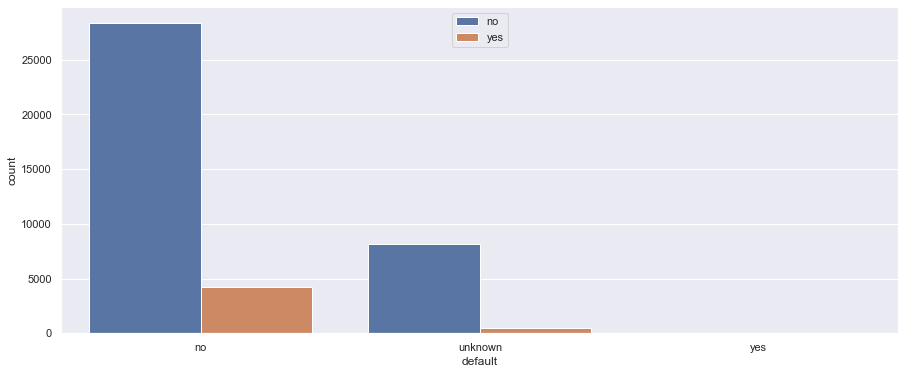 no
yes
25000
20000
15000
10000
5000
0
count
no unknown yes
default